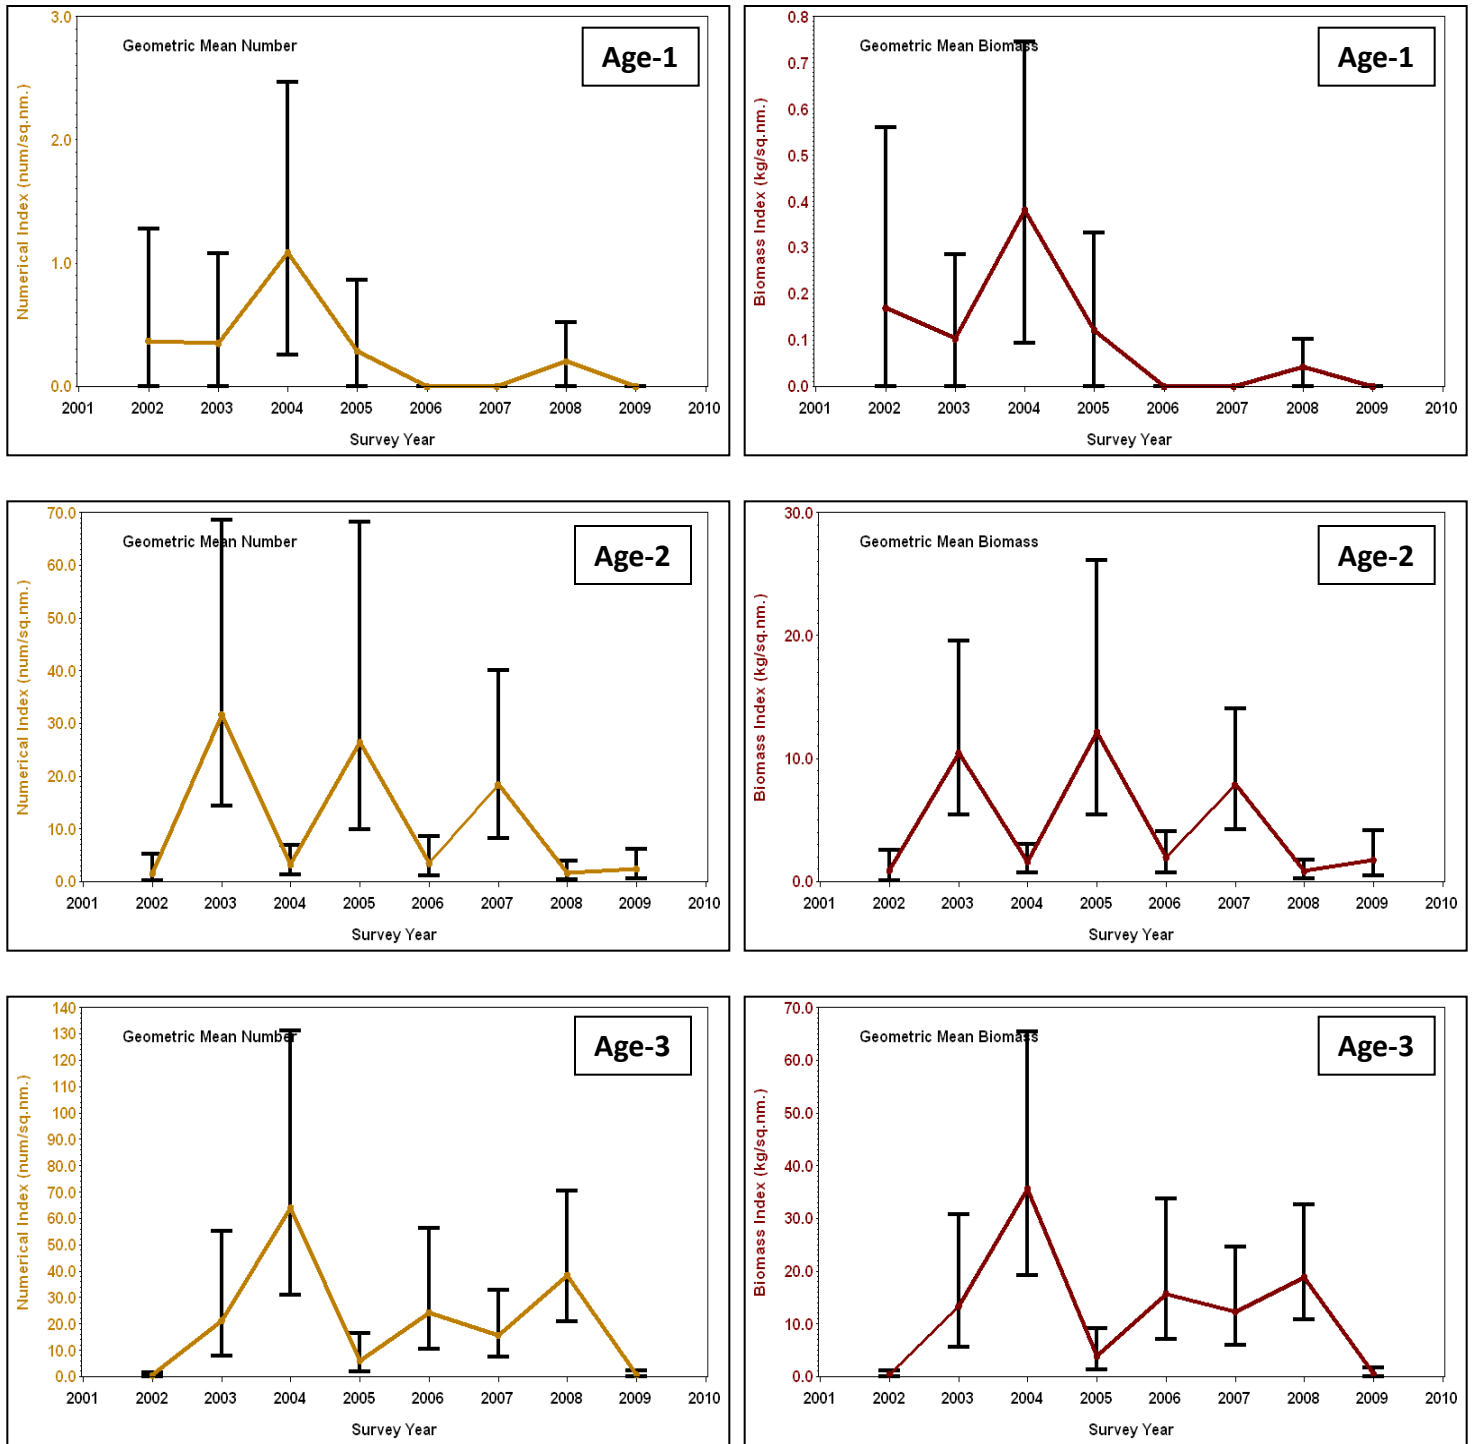 Geometric Mean Number
Age-1
Numerical Index (num/sq.nm.)
3.0
2.0
1.0
0.0
2001 2002 2003 2004 2005 2006 2007 2008 2009 2010
Survey Year
Geometric Mean Biomass
Age-1
Biomass Index (kg/sq.nm.)
0.8
0.7
0.6
0.5
0.4
0.3
0.2
0.1
0.0
2001 2002 2003 2004 2005 2006 2007 2008 2009 2010
Survey Year
Geometric Mean Number
Age-2
Numerical Index (num/sq.nm.)
70.0
60.0
50.0
40.0
30.0
20.0
10.0
0.0
2001 2002 2003 2004 2005 2006 2007 2008 2009 2010
Survey Year
Geometric Mean Biomass
Age-2
Biomass Index (kg/sq.nm.)
30.0
20.0
10.0
0.0
2001 2002 2003 2004 2005 2006 2007 2008 2009 2010
Survey Year
Geometric Mean Number
Age-3
Numerical Index (num/sq.nm.)
140
130
120
110
100
90.0
80.0
70.0
60.0
50.0
40.0
30.0
20.0
10.0
0.0
2001 2002 2003 2004 2005 2006 2007 2008 2009 2010
Survey Year
Geometric Mean Biomass
Age-3
Biomass Index (kg/sq.nm.)
70.0
60.0
50.0
40.0
30.0
20.0
10.0
0.0
2001 2002 2003 2004 2005 2006 2007 2008 2009 2010
Survey Year